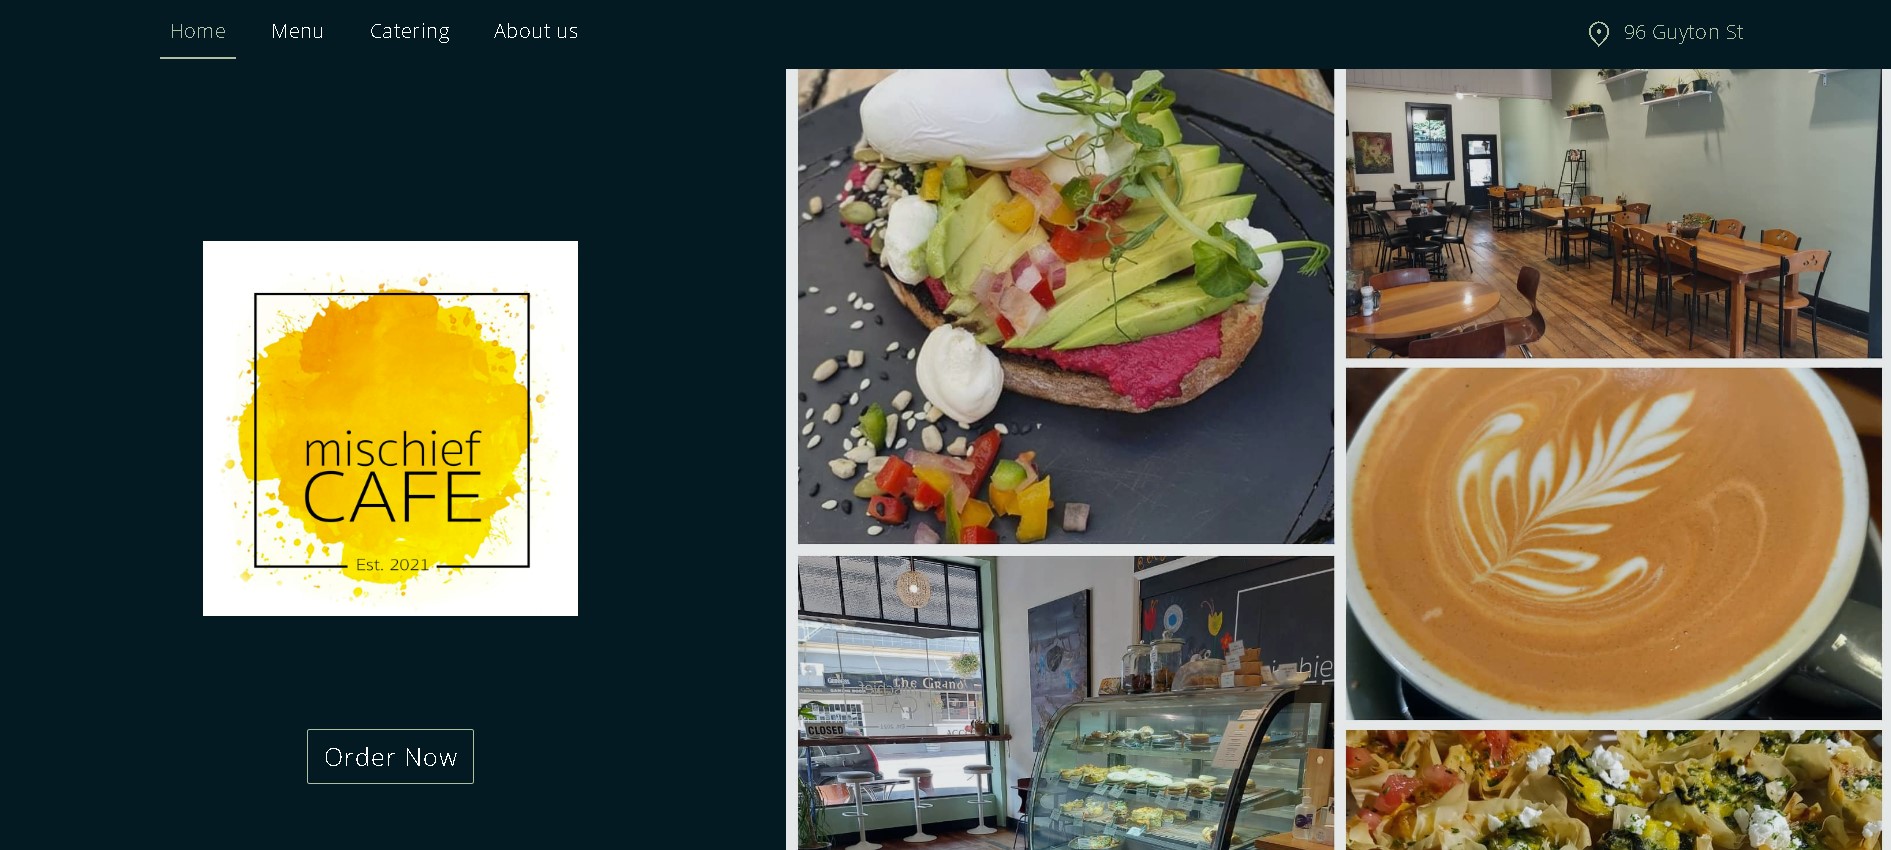 Home
Menu
Catering
About us
96 Guyton St
mischief
CAFE
Est. 2021
Order Now
the Grand
CLOSED